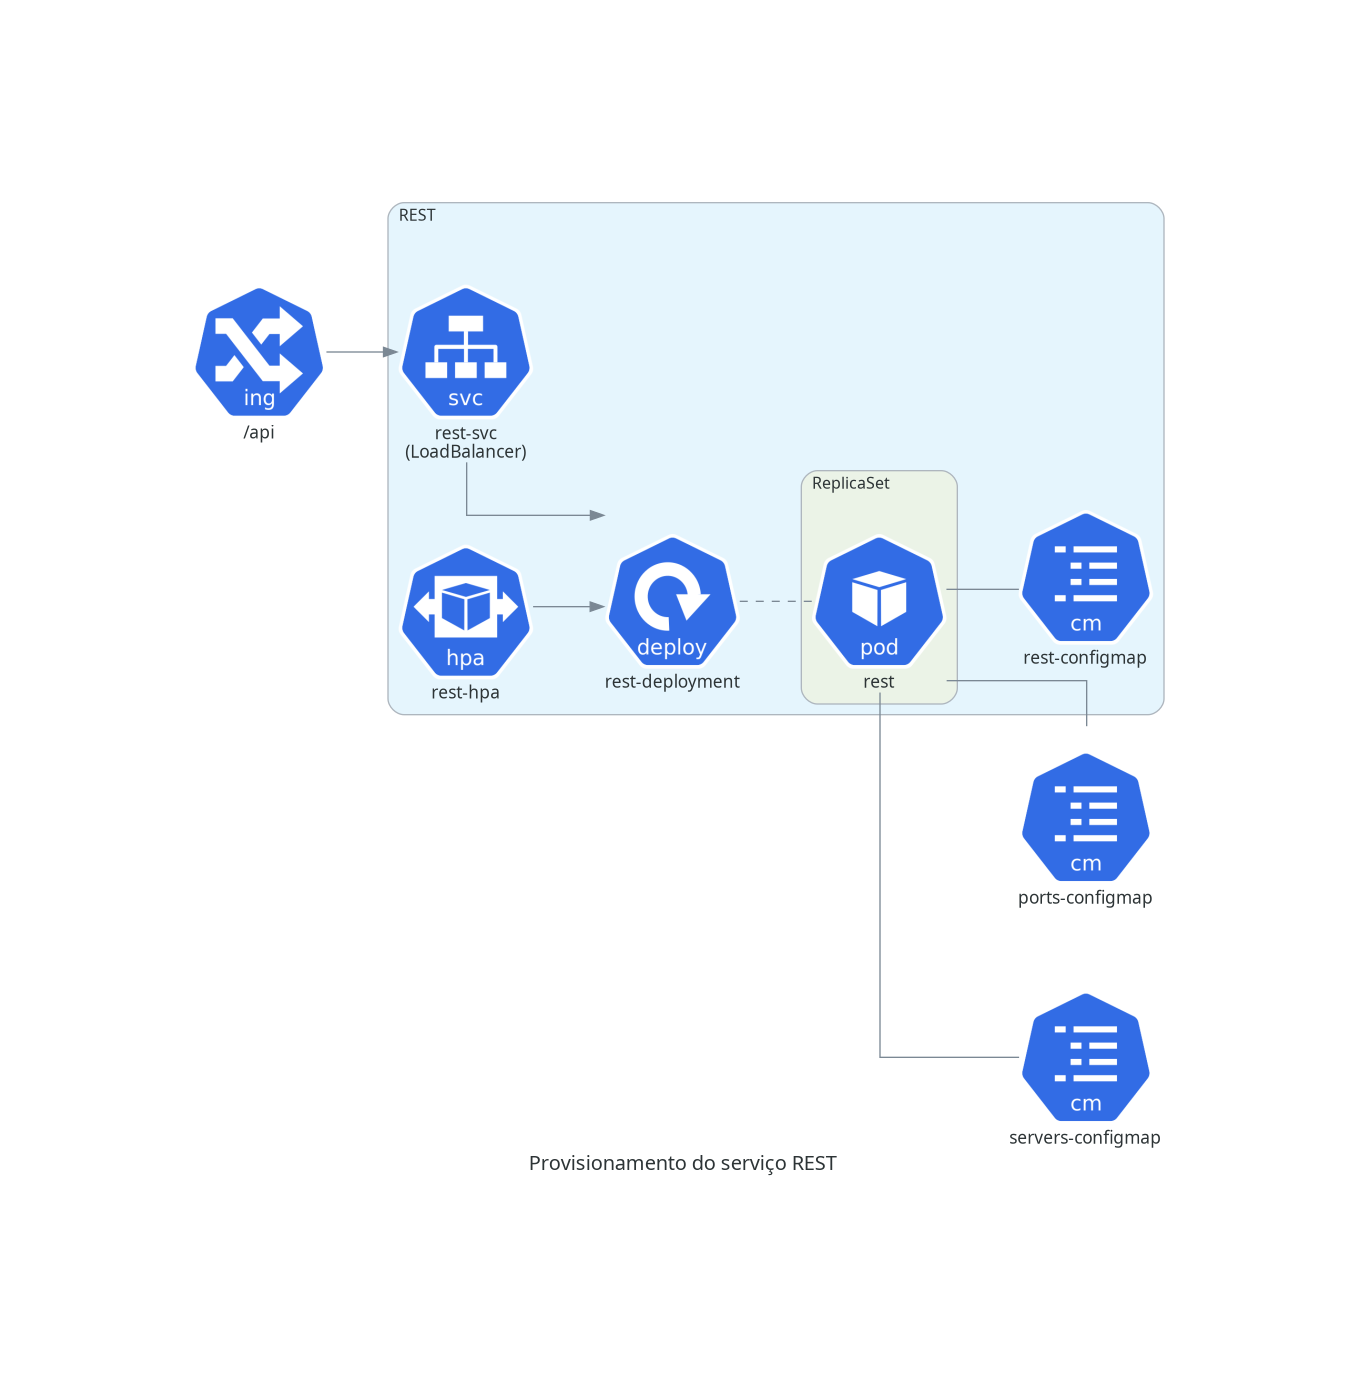 REST
ing
/api
svc
rest-svc
(LoadBalancer)
ReplicaSet
hpa
rest-hpa
deploy
rest-deployment
pod
rest
cm
rest-configmap
cm
ports-configmap
cm
servers-configmap
Provisionamento do serviço REST